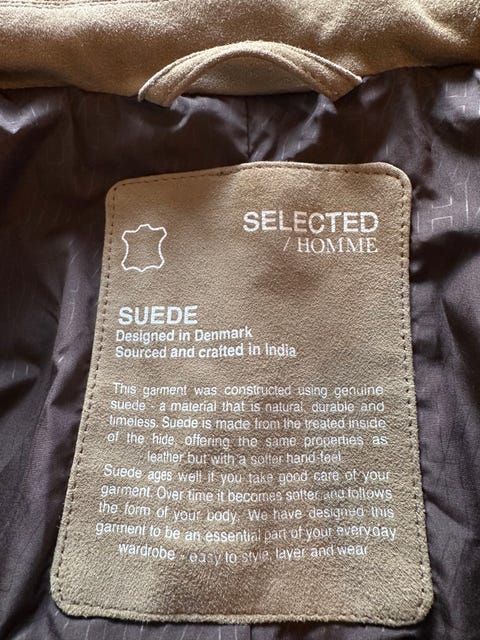 SELECTED
/ HOMME
SUEDE
Designed in Denmark
Sourced and crafted in India
This garment was constructed using genuine
suede - a material that is natural, durable and
timeless. Suede is made from the treated inside
of the hide, offering the same properties as
leather but with a softer hand feel.
Suede ages well if you take good care of your
garment. Over time it becomes softer and follows
the form of your body. We have designed this
garment to be an essential part of your everyday
wardrobe - easy to style, layer and wear